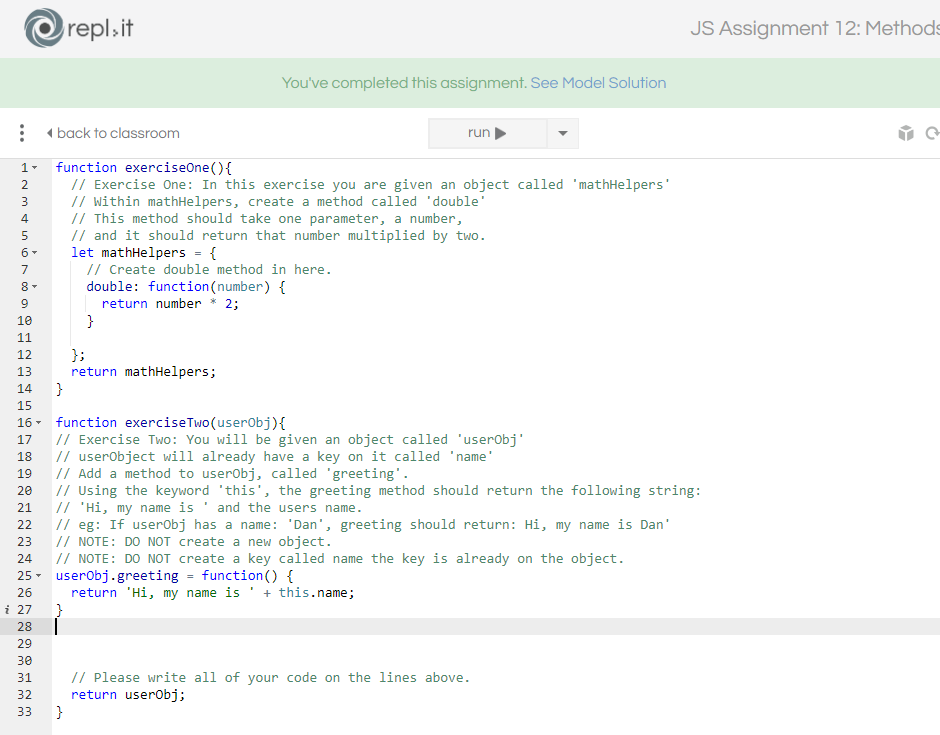 repl.it
JS Assignment 12: Methods
You've completed this assignment. See Model Solution
back to classroom
run
1 function exerciseOne(){
2 // Exercise One: In this exercise you are given an object called 'mathHelpers'
3 // Within mathHelpers, create a method called 'double'
4 // This method should take one parameter, a number,
5 // and it should return that number multiplied by two.
6 let mathHelpers = {
7 // Create double method in here.
8 double: function(number) {
9 return number * 2;
10 }
11
12 };
13 return mathHelpers;
14 }
15
16 function exerciseTwo(userObj){
17 // Exercise Two: You will be given an object called 'userObj'
18 // userObject will already have a key on it called 'name'
19 // Add a method to userObj, called 'greeting'.
20 // Using the keyword 'this', the greeting method should return the following string:
21 // 'Hi, my name is ' and the users name.
22 // eg: If userObj has a name: 'Dan', greeting should return: Hi, my name is Dan'
23 // NOTE: DO NOT create a new object.
24 // NOTE: DO NOT create a key called name the key is already on the object.
25 userObj.greeting = function() {
26 return 'Hi, my name is ' + this.name;
i 27 }
28
29
30
31 // Please write all of your code on the lines above.
32 return userObj;
33 }